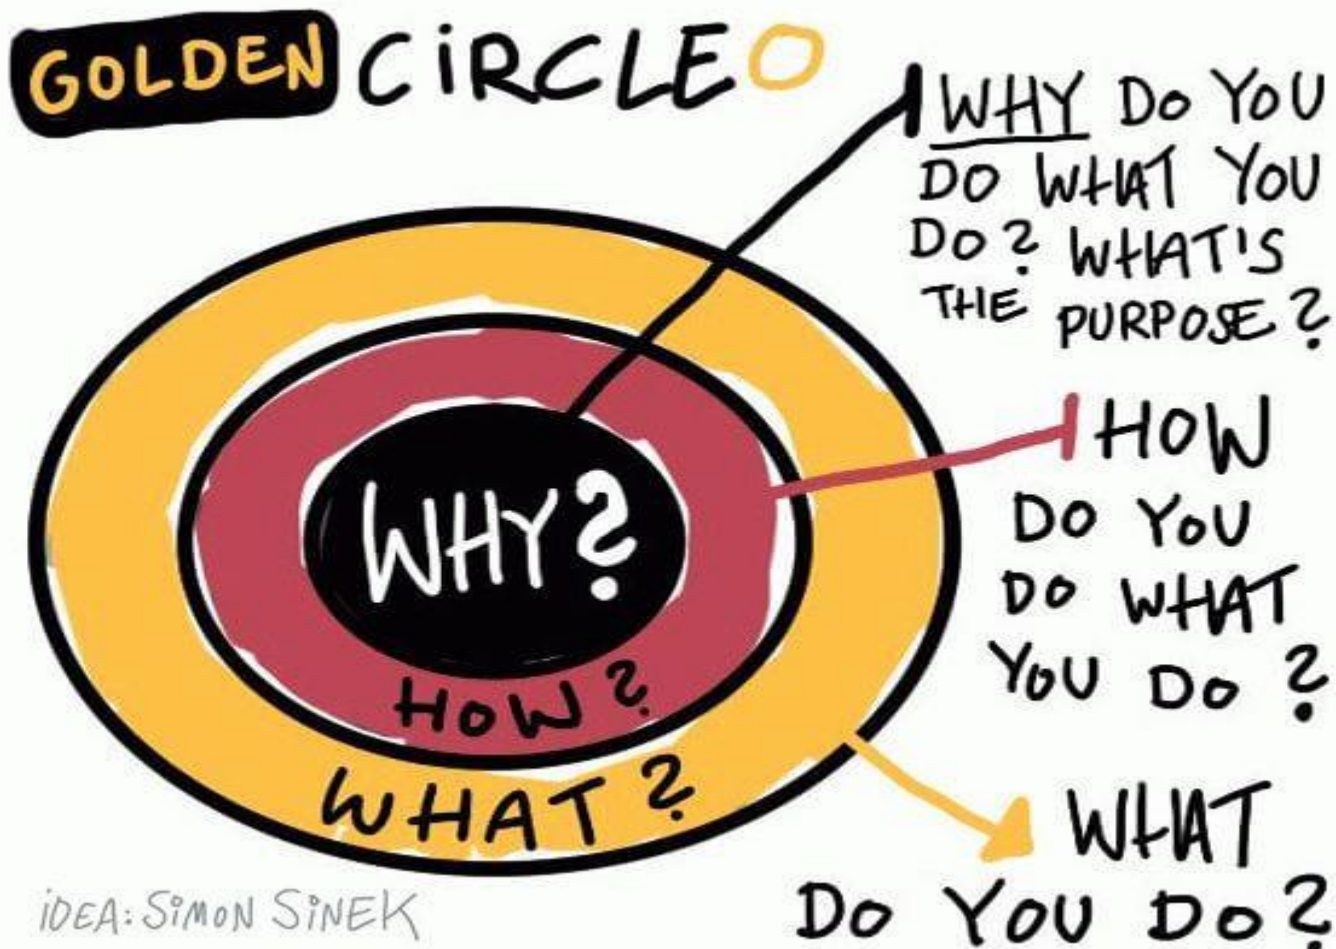 GOLDEN CiRCLE
WHY DO YOU
DO WHAT YOU
DO? WHAT'S
THE PURPOSE?
HOW
DO YOU
DO WHAT
YOU DO?
WHAT
DO YOU DO?
WHY?
HOW?
WHAT?
iDEA: SiMON SiNEK